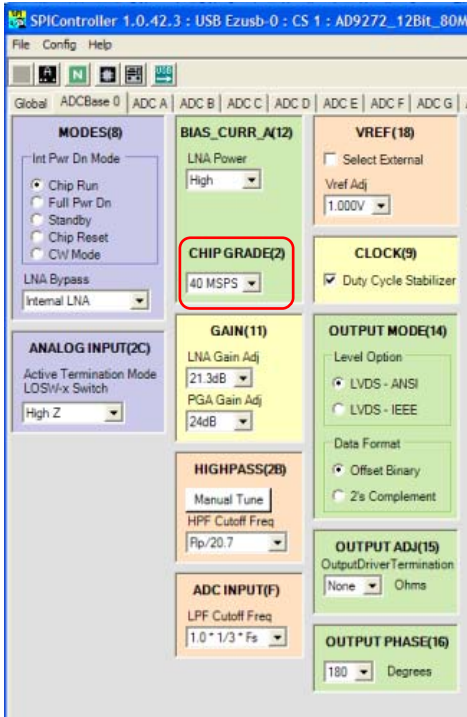 SPIController 1.0.42.3 : USB Ezusb-0 : CS 1 : AD9272_12Bit_80M
File Config Help
USB
Global ADCBase 0 ADC A ADC B ADC C ADC D ADC E ADC F ADC G
MODES(8)
Int Pwr Dn Mode
Chip Run
Full Pwr Dn
Standby
Chip Reset
CW Mode
LNA Bypass
Internal LNA
ANALOG INPUT(2C)
Active Termination Mode
LOSW-x Switch
High Z
BIAS_CURR_A(12)
LNA Power
High
CHIP GRADE(2)
40 MSPS
GAIN(11)
LNA Gain Adj
21.3dB
PGA Gain Adj
24dB
HIGHPASS(2B)
Manual Tune
HPF Cutoff Freq
Rp/20.7
ADC INPUT(F)
LPF Cutoff Freq
1.0 * 1/3 * Fs
VREF(18)
Select External
Vref Adj
1.000V
CLOCK(9)
Duty Cycle Stabilizer
OUTPUT MODE(14)
Level Option
LVDS - ANSI
LVDS - IEEE
Data Format
Offset Binary
2's Complement
OUTPUT ADJ(15)
OutputDriverTermination
None Ohms
OUTPUT PHASE(16)
180 Degrees